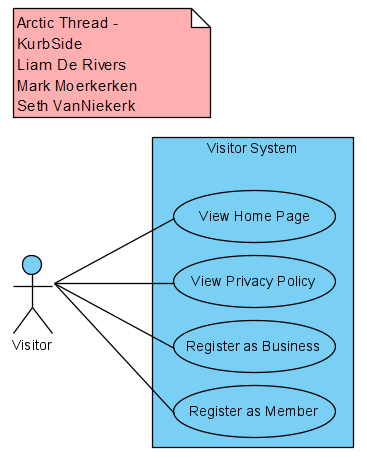 Arctic Thread -
KurbSide
Liam De Rivers
Mark Moerkerken
Seth VanNiekerk
Visitor System
View Home Page
View Privacy Policy
Register as Business
Visitor
Register as Member